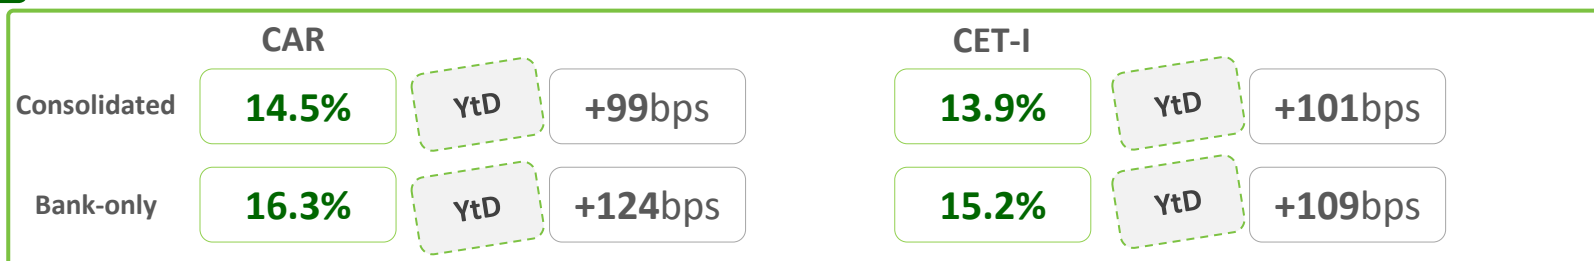 CAR CET-I
Consolidated 14.5% YtD +99bps 13.9% YtD +101bps
Bank-only 16.3% YtD +124bps 15.2% YtD +109bps